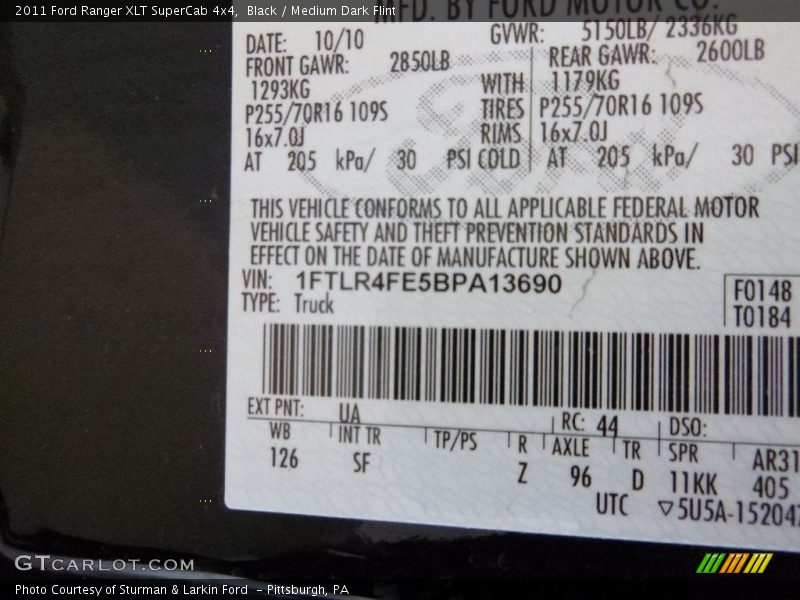 2011 Ford Ranger XLT SuperCab 4x4, Black / Medium Dark Flint
MFD. BY FORD MOTOR CO.
DATE: 10/10 GVWR: 5150LB/ 2336KG
FRONT GAWR: 2850LB REAR GAWR: 2600LB
1293KG WITH 1179KG
P255/70R16 109S TIRES P255/70R16 109S
16x7.0J RIMS 16x7.0J
AT 205 kPa/ 30 PSI COLD AT 205 kPa/ 30 PSI
THIS VEHICLE CONFORMS TO ALL APPLICABLE FEDERAL MOTOR
VEHICLE SAFETY AND THEFT PREVENTION STANDARDS IN
EFFECT ON THE DATE OF MANUFACTURE SHOWN ABOVE.
VIN: 1FTLR4FE5BPA13690 F0148
TYPE: Truck T0184
EXT PNT: UA RC: 44 DSO:
WB INT TR TP/PS R AXLE TR SPR AR31
126 SF Z 96 D 11KK 405
UTC ▽5U5A-15204
GTCARLOT.COM
Photo Courtesy of Sturman & Larkin Ford - Pittsburgh, PA